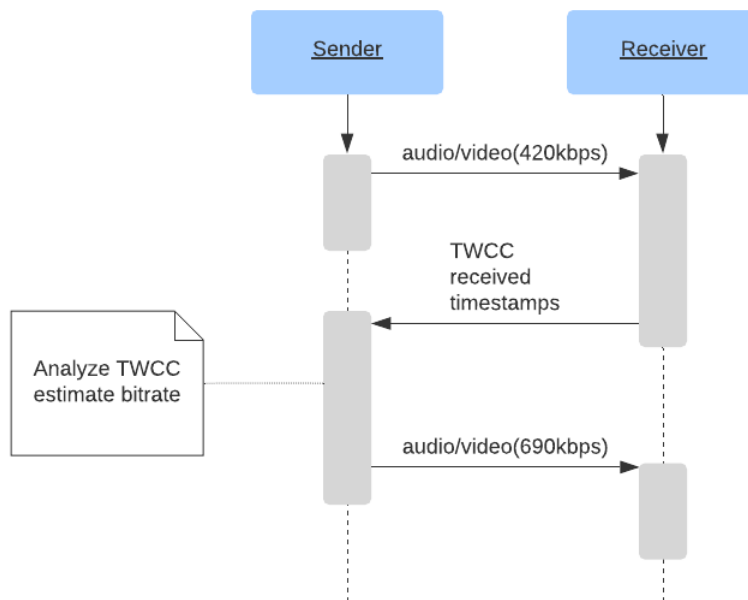 Sender
Receiver
audio/video(420kbps)
TWCC
received
timestamps
Analyze TWCC
estimate bitrate
audio/video(690kbps)